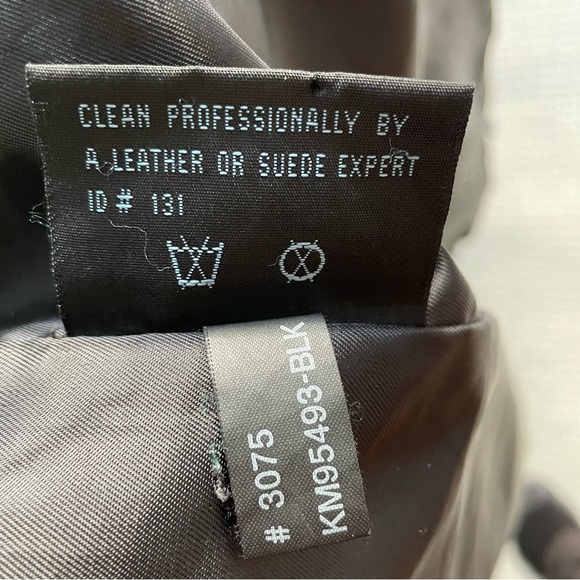 CLEAN PROFESSIONALLY BY
A LEATHER OR SUEDE EXPERT
ID # 131
# 3075
KM95493-BLK